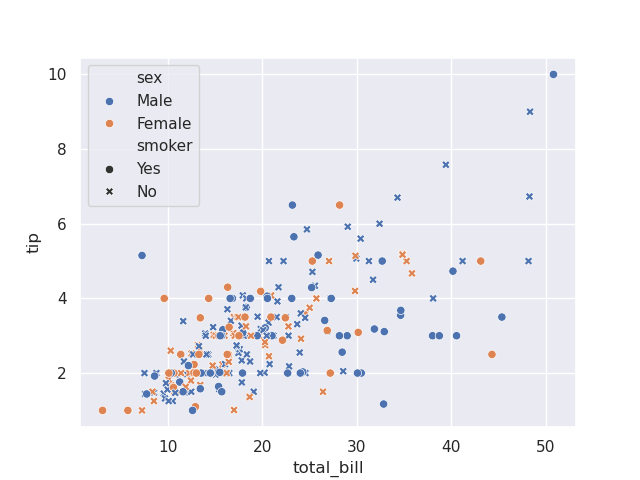 sex
Male
Female
smoker
Yes
No
10
8
6
4
2
tip
10 20 30 40 50
total_bill